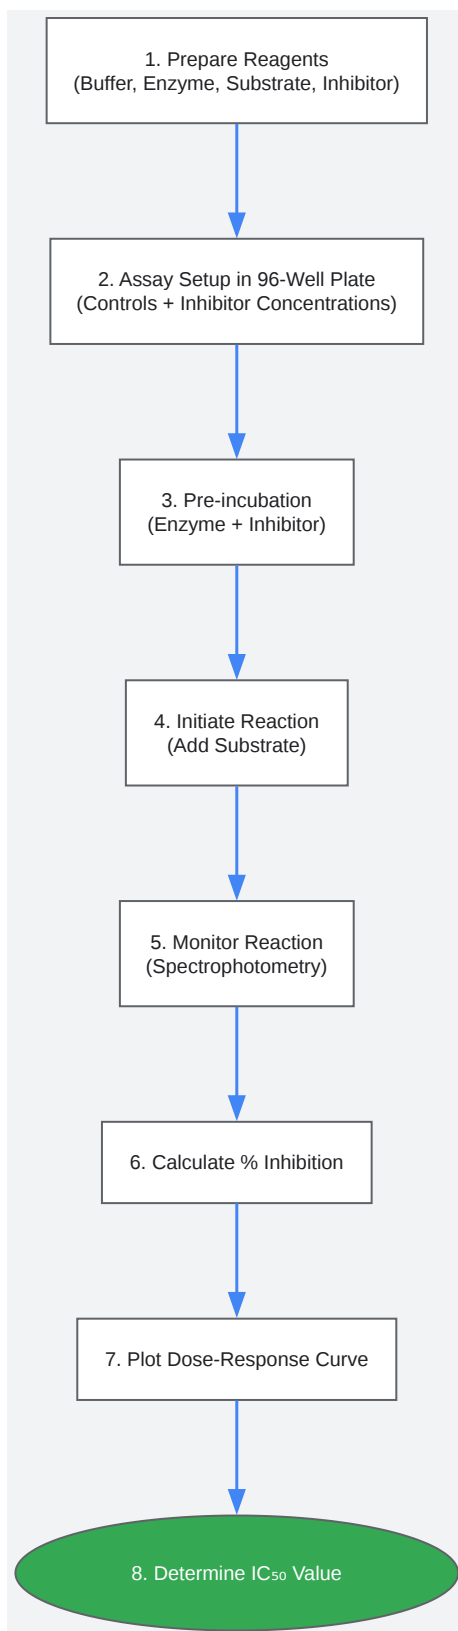 1. Prepare Reagents
(Buffer, Enzyme, Substrate, Inhibitor)
2. Assay Setup in 96-Well Plate
(Controls + Inhibitor Concentrations)
3. Pre-incubation
(Enzyme + Inhibitor)
4. Initiate Reaction
(Add Substrate)
5. Monitor Reaction
(Spectrophotometry)
6. Calculate % Inhibition
7. Plot Dose-Response Curve
8. Determine IC₅₀ Value